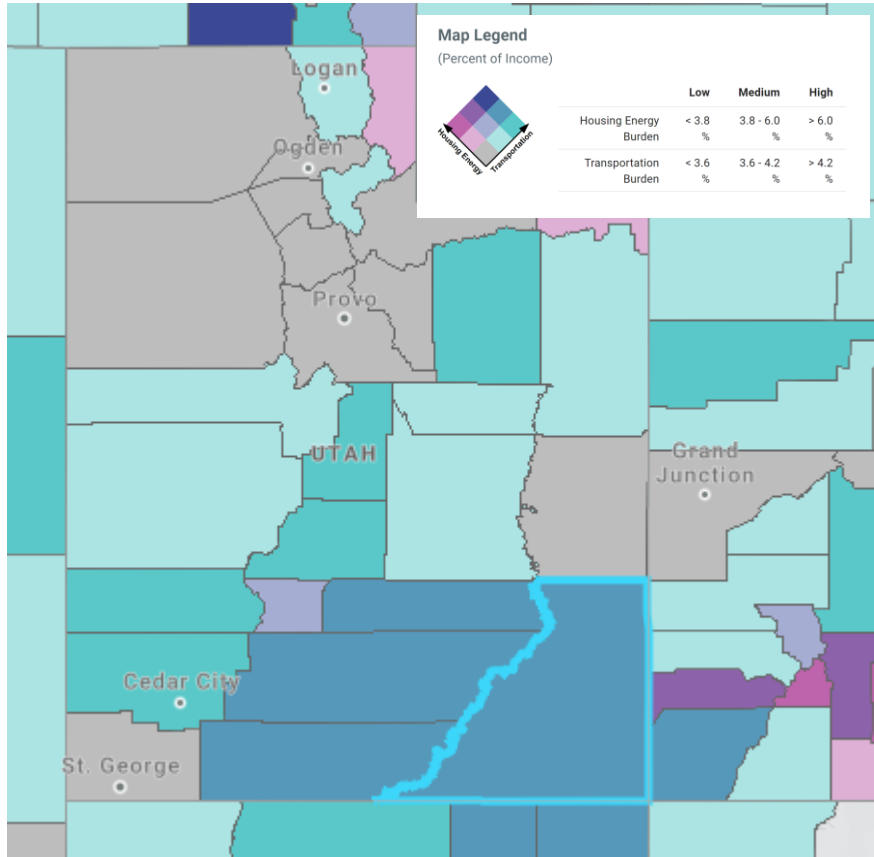 Map Legend
(Percent of Income)
Low Medium High
Housing Energy Burden < 3.8 % 3.8 - 6.0 % > 6.0 %
Transportation Burden < 3.6 % 3.6 - 4.2 % > 4.2 %
Housing Energy
Transportation
Logan
Ogden
Provo
UTAH
Grand
Junction
Cedar City
St. George